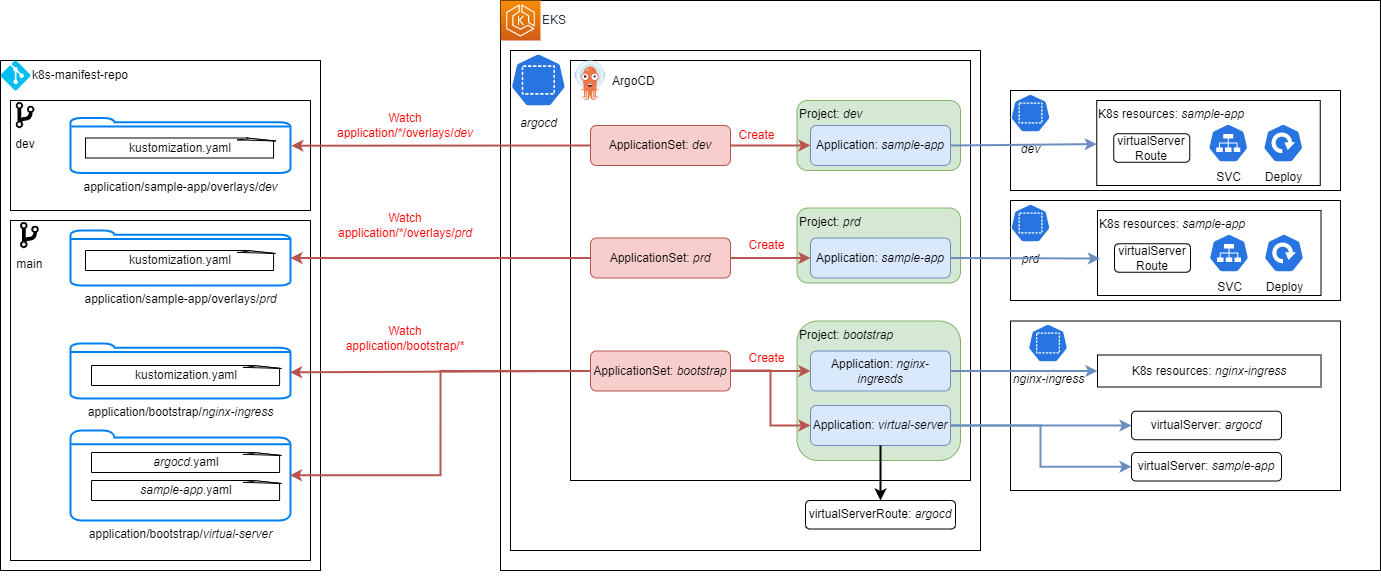 k8s-manifest-repo
dev
kustomization.yaml
application/sample-app/overlays/dev
main
kustomization.yaml
application/sample-app/overlays/prd
kustomization.yaml
application/bootstrap/nginx-ingress
argocd.yaml
sample-app.yaml
application/bootstrap/virtual-server
Watch
application/*/overlays/dev
Watch
application/*/overlays/prd
Watch
application/bootstrap/*
EKS
argocd
ArgoCD
ApplicationSet: dev
Create
Project: dev
Application: sample-app
ApplicationSet: prd
Create
Project: prd
Application: sample-app
ApplicationSet: bootstrap
Create
Project: bootstrap
Application: nginx-
ingresds
Application: virtual-server
virtualServerRoute: argocd
dev
K8s resources: sample-app
virtualServer
Route
SVC
Deploy
prd
K8s resources: sample-app
virtualServer
Route
SVC
Deploy
nginx-ingress
K8s resources: nginx-ingress
virtualServer: argocd
virtualServer: sample-app